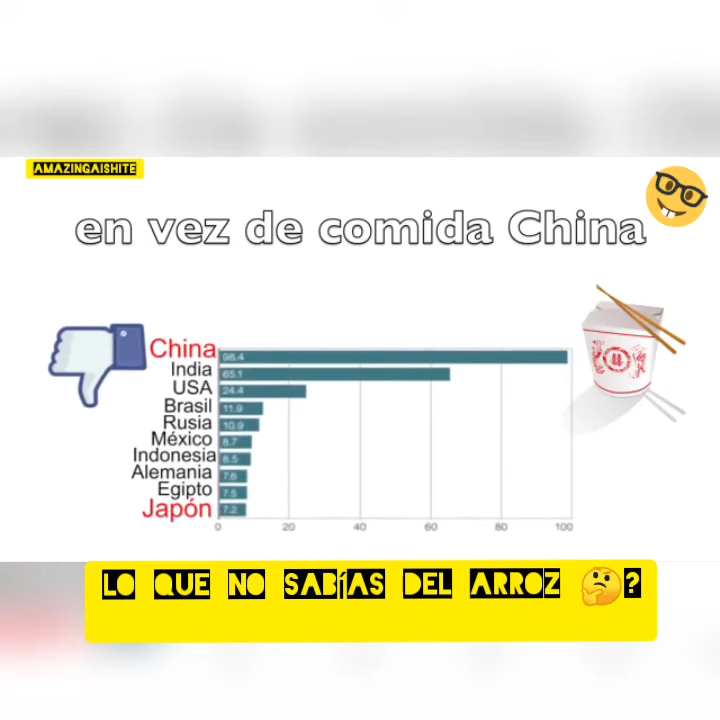 AMAZINGAISHITE
en vez de comida China
China 98.4
India 65.1
USA 24.4
Brasil 11.9
Rusia 10.9
México 8.7
Indonesia 8.5
Alemania 7.6
Egipto 7.5
Japón 7.2
0 20 40 60 80 100
LO QUE NO SABÍAS DEL ARROZ 🤔?